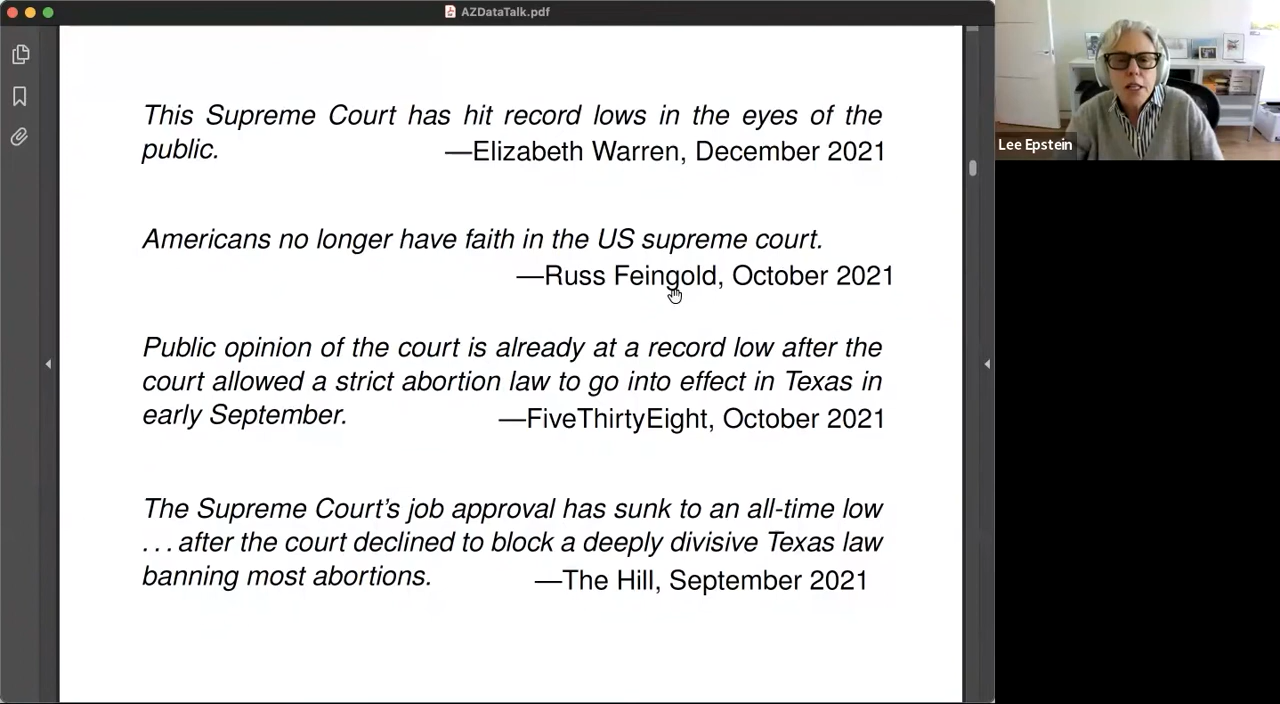 AZDataTalk.pdf
This Supreme Court has hit record lows in the eyes of the
public. —Elizabeth Warren, December 2021
Americans no longer have faith in the US supreme court.
—Russ Feingold, October 2021
Public opinion of the court is already at a record low after the
court allowed a strict abortion law to go into effect in Texas in
early September. —FiveThirtyEight, October 2021
The Supreme Court’s job approval has sunk to an all-time low
. . . after the court declined to block a deeply divisive Texas law
banning most abortions. —The Hill, September 2021
Lee Epstein